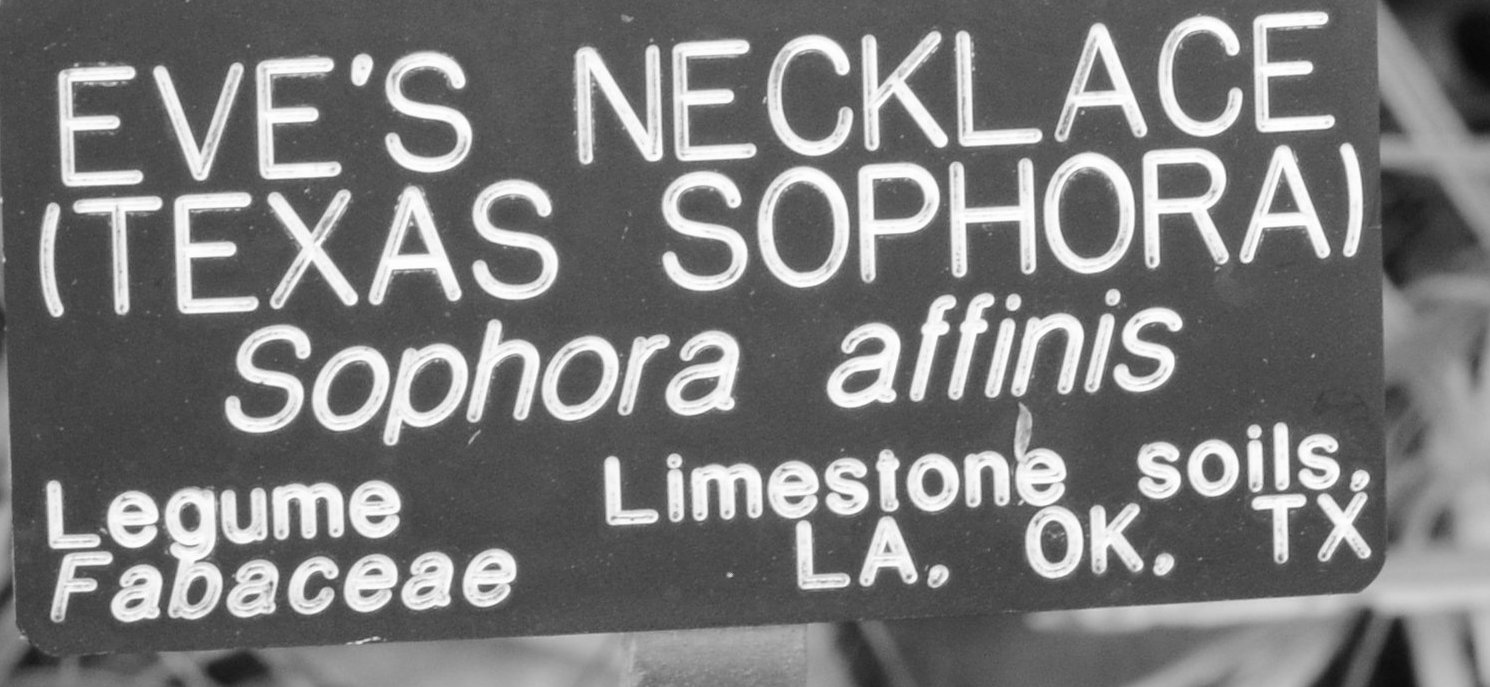 EVE'S NECKLACE
(TEXAS SOPHORA)
Sophora affinis
Legume Limestone soils,
Fabaceae LA, OK, TX